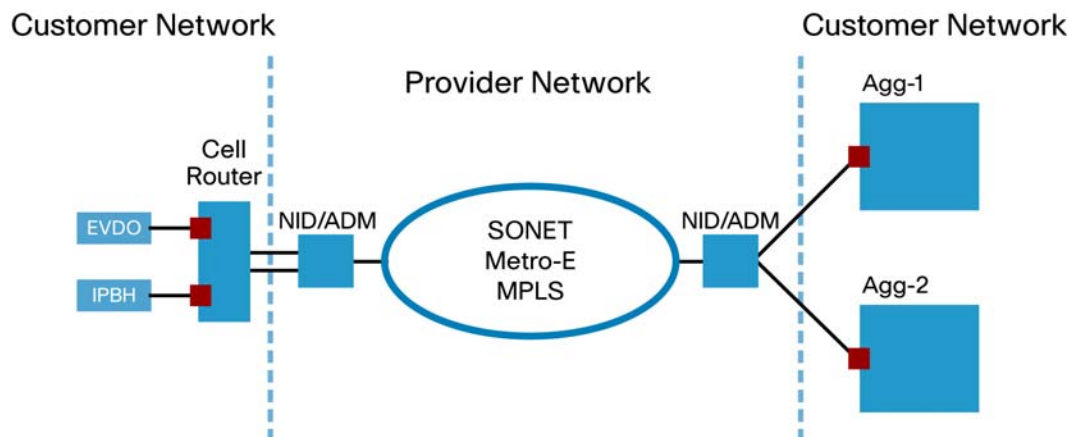 Customer Network
Customer Network
Provider Network
Agg-1
Cell
Router
EVDO
NID/ADM
SONET
NID/ADM
Metro-E
IPBH
MPLS
Agg-2